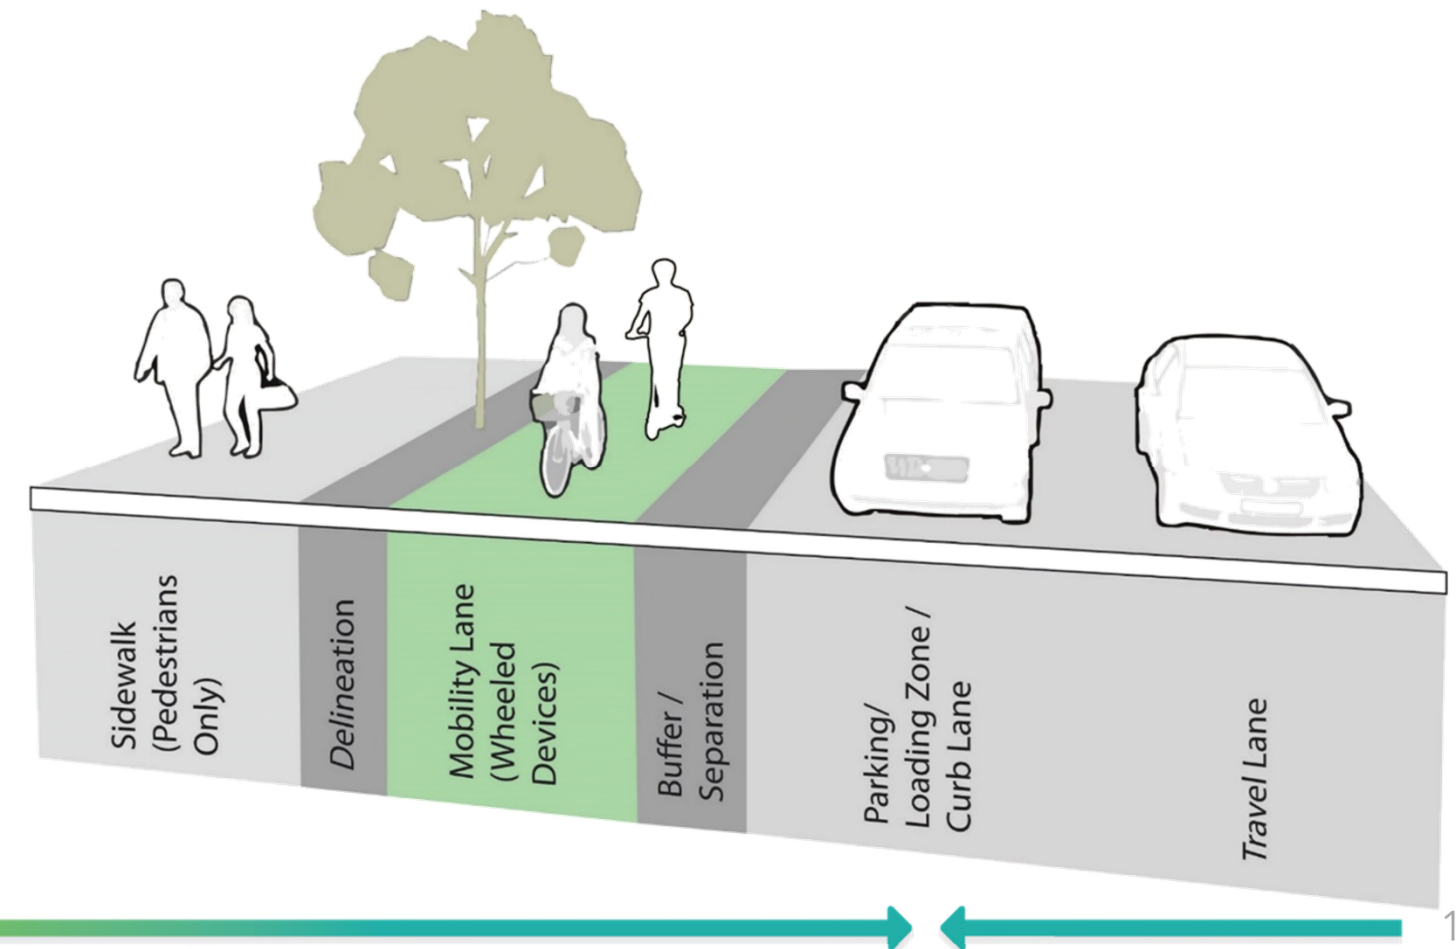 Sidewalk
(Pedestrians
Only)
Delineation
Mobility Lane
(Wheeled
Devices)
Buffer /
Separation
Parking/
Loading Zone /
Curb Lane
Travel Lane